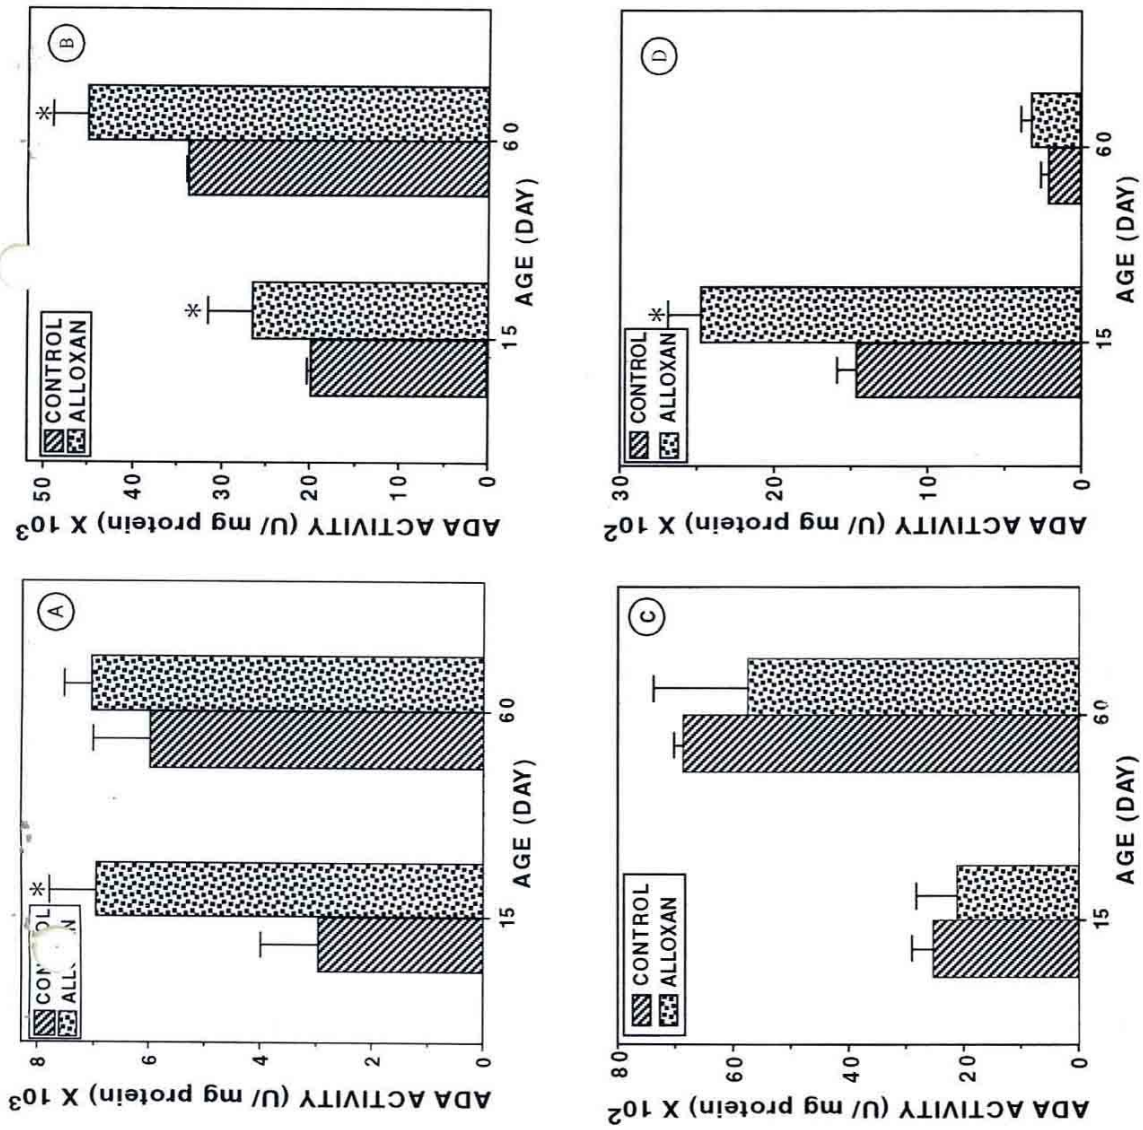 A
8
6
4
2
0
15
60
AGE (DAY)
ADA ACTIVITY (U/ mg protein) X 10³
*
B
CONTROL
ALLOXAN
50
40
30
20
10
0
15
60
AGE (DAY)
ADA ACTIVITY (U/ mg protein) X 10³
*
*
C
CONTROL
ALLOXAN
80
60
40
20
0
15
60
AGE (DAY)
ADA ACTIVITY (U/ mg protein) X 10²
D
CONTROL
ALLOXAN
30
20
10
0
15
60
AGE (DAY)
ADA ACTIVITY (U/ mg protein) X 10²
*